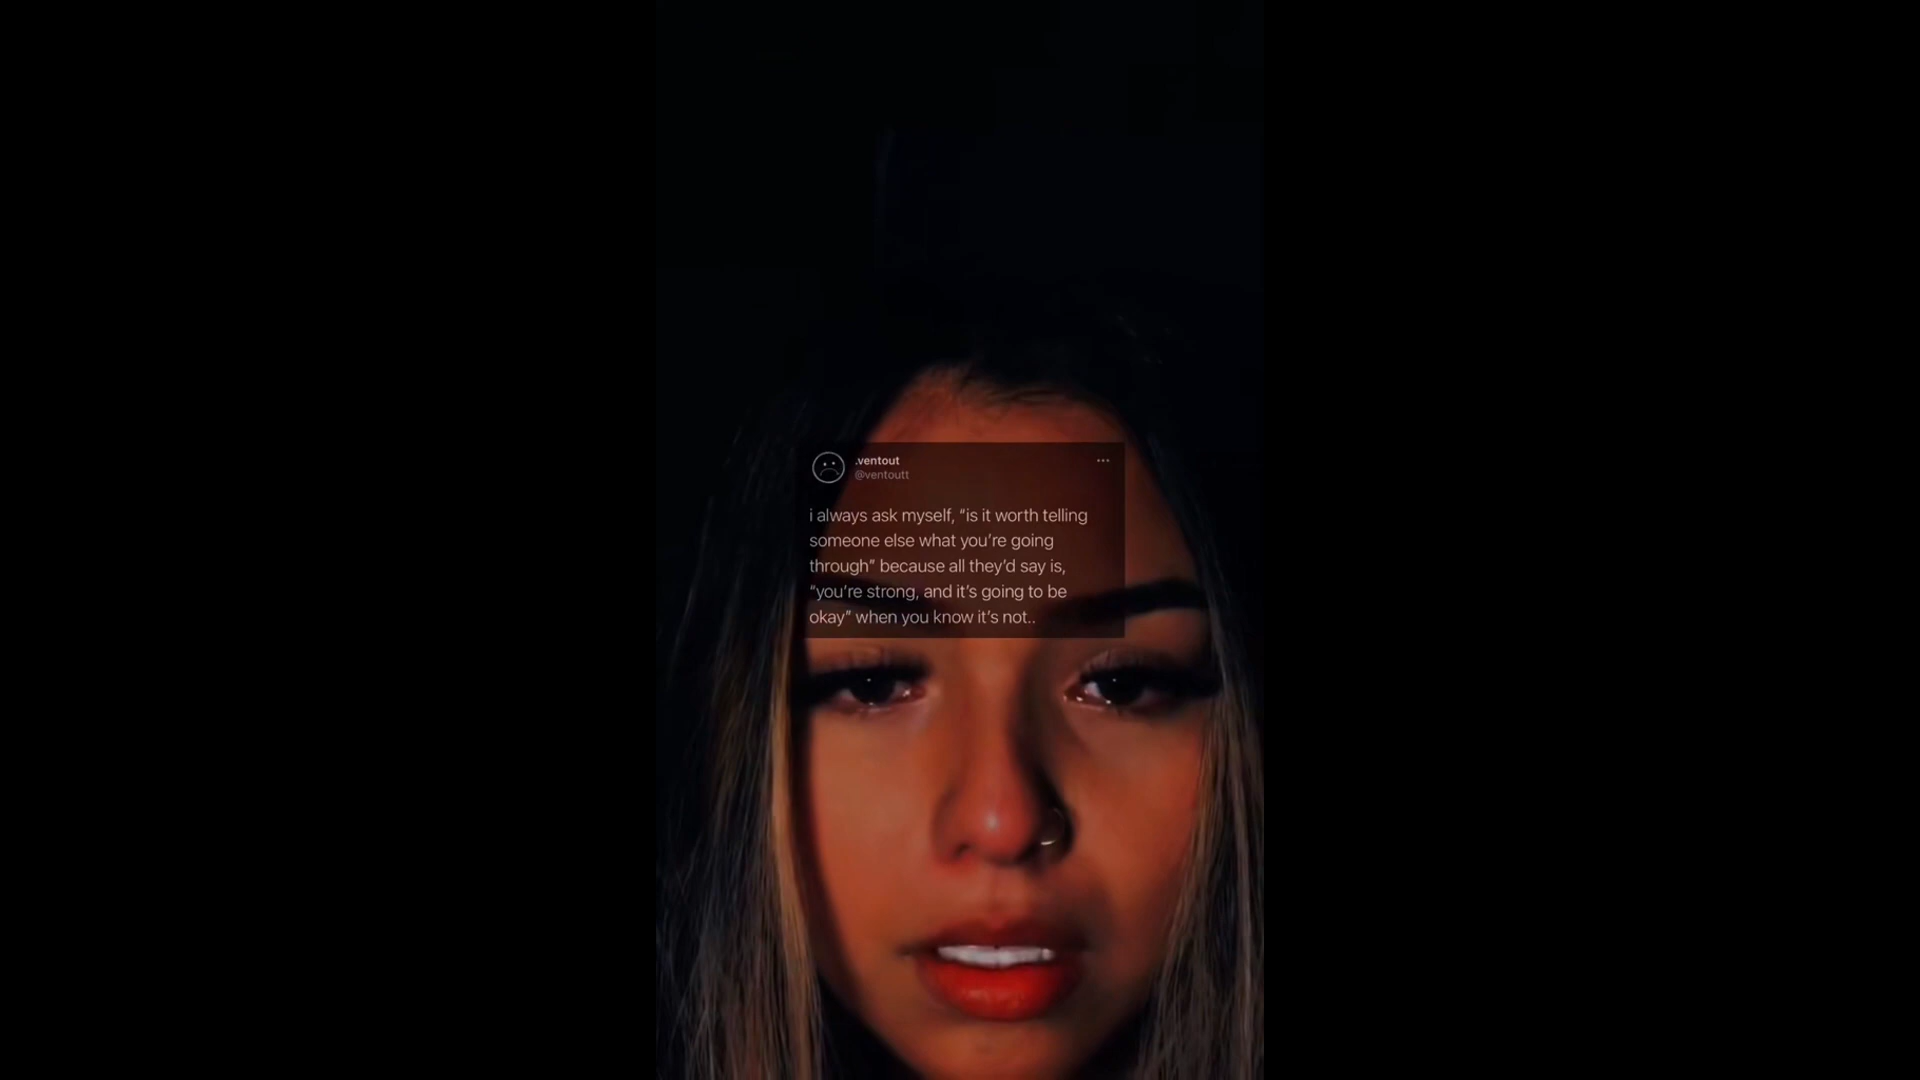 .ventout
@ventoutt
i always ask myself, “is it worth telling
someone else what you’re going
through” because all they’d say is,
“you’re strong, and it’s going to be
okay” when you know it’s not..